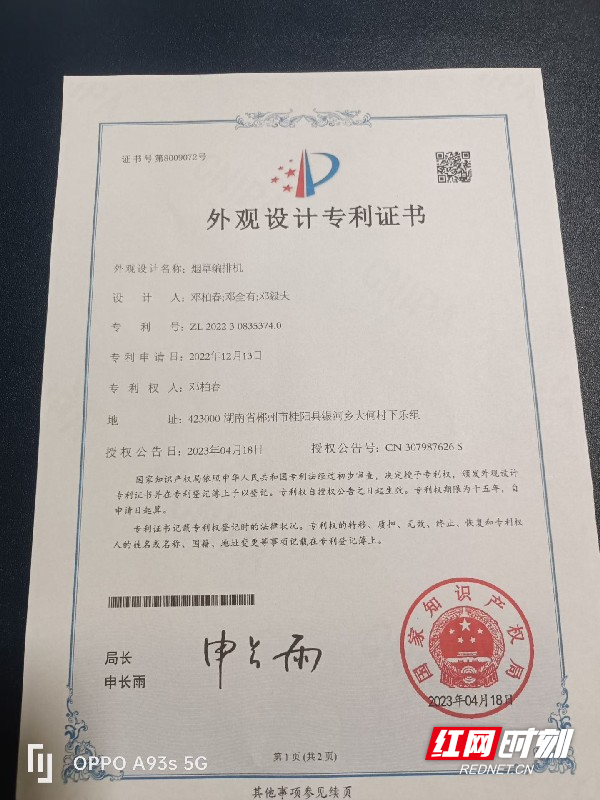 证书号第8009072号
外观设计专利证书
外观设计名称：烟草编排机
设计人：邓柏春;邓全有;邓毅夫
专利号：ZL 2022 3 0835374.0
专利申请日：2022年12月13日
专利权人：邓柏春
地址：423000 湖南省郴州市桂阳县银河乡大何村下乐组
授权公告日：2023年04月18日 授权公告号：CN 307987626 S
国家知识产权局依照中华人民共和国专利法经过初步审查，决定授予专利权，颁发外观设计
专利证书并在专利登记簿上予以登记。专利权自授权公告之日起生效。专利权期限为十五年，自
申请日起算。
专利证书记载专利权登记时的法律状况。专利权的转移、质押、无效、终止、恢复和专利权
人的姓名或名称、国籍、地址变更等事项记载在专利登记簿上。
局长
申长雨
申长雨
国家知识产权局
2023年04月18日
第1页(共2页)
其他事项参见续页
OPPO A93s 5G
红网时刻
REDNET.CN